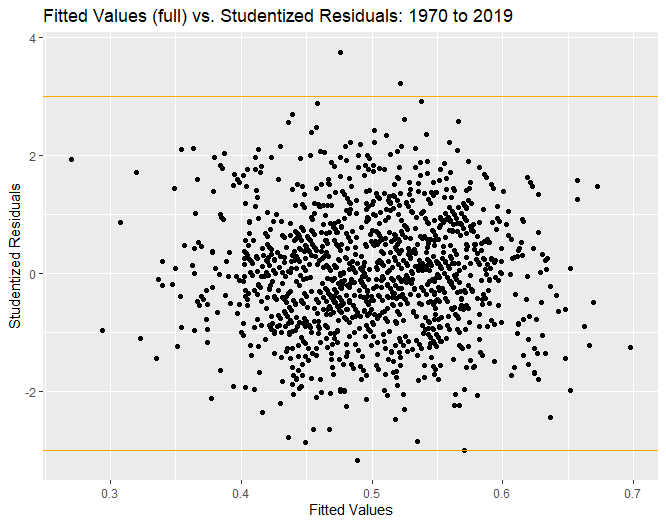 Fitted Values (full) vs. Studentized Residuals: 1970 to 2019
4
2
0
-2
Studentized Residuals
0.3 0.4 0.5 0.6 0.7
Fitted Values